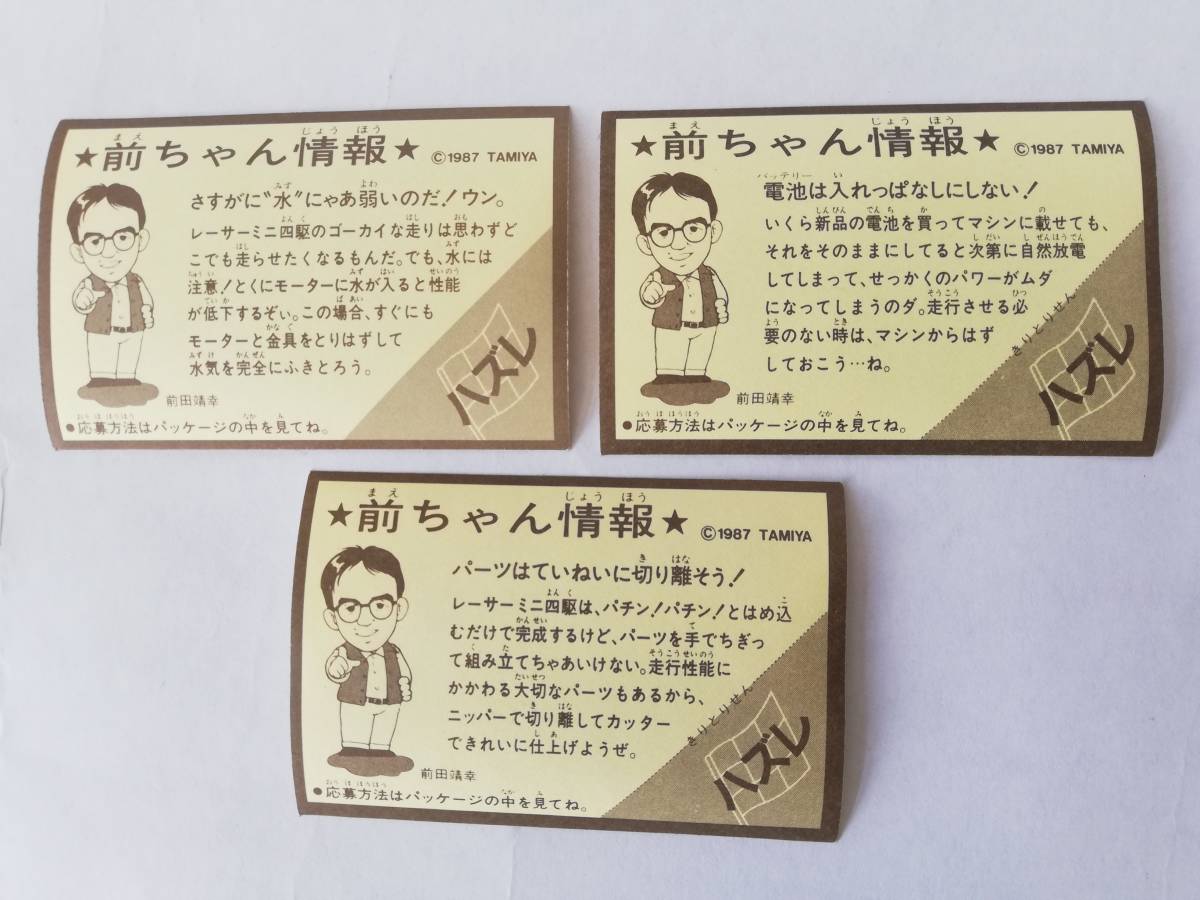 ★前ちゃん情報★ ©1987 TAMIYA
さすがに“水”にゃあ弱いのだ!ウン。
レーサーミニ四駆のゴーカイな走りは思わずど
こでも走らせたくなるもんだ。でも、水には
注意!とくにモーターに水が入ると性能
が低下するぞぃ。この場合、すぐにも
モーターと金具をとりはずして
水気を完全にふきとろう。
ハズレ
前田靖幸
●応募方法はパッケージの中を見てね。
★前ちゃん情報★ ©1987 TAMIYA
電池は入れっぱなしにしない!
いくら新品の電池を買ってマシンに載せても、
それをそのままにしてると次第に自然放電
してしまって、せっかくのパワーがムダ
になってしまうのダ。走行させる必
要のない時は、マシンからはず
しておこう…ね。
きりとりせん
ハズレ
前田靖幸
●応募方法はパッケージの中を見てね。
★前ちゃん情報★ ©1987 TAMIYA
パーツはていねいに切り離そう!
レーサーミニ四駆は、パチン!パチン!とはめ込
むだけで完成するけど、パーツを手でちぎっ
て組み立てちゃあいけない。走行性能に
かかわる大切なパーツもあるから、
ニッパーで切り離してカッター
できれいに仕上げようぜ。
きりとりせん
ハズレ
前田靖幸
●応募方法はパッケージの中を見てね。